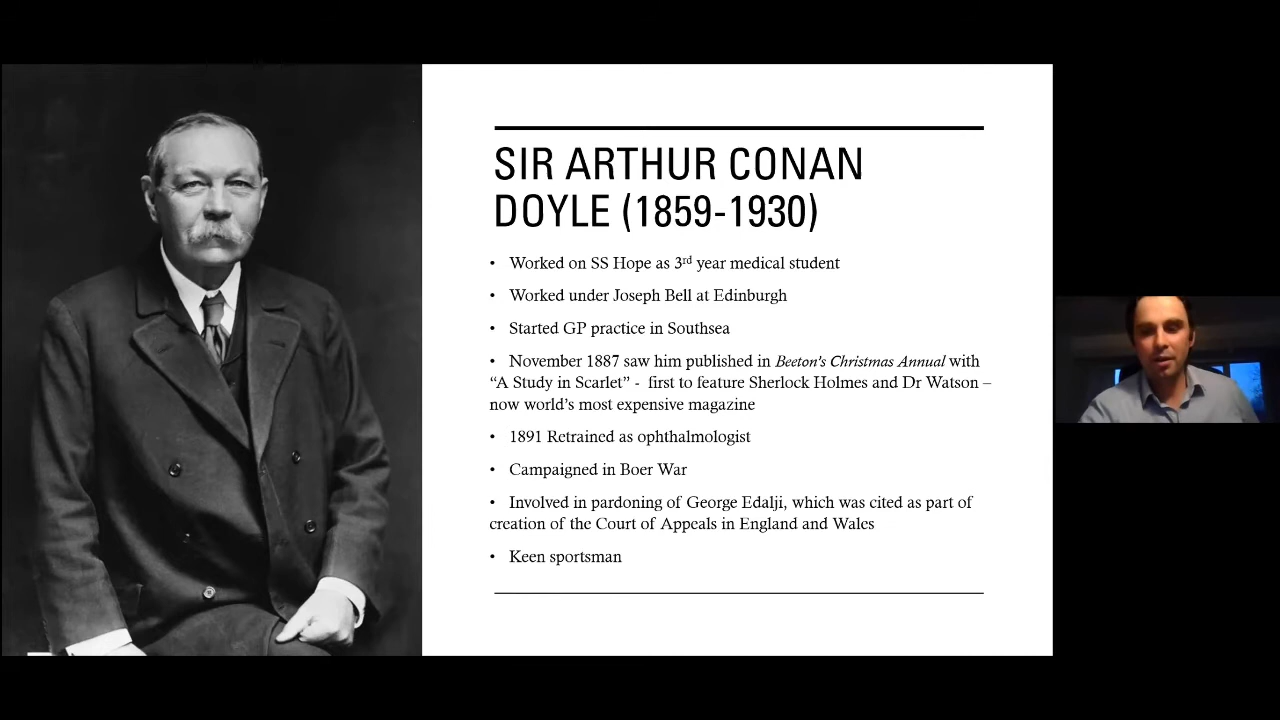 SIR ARTHUR CONAN
DOYLE (1859-1930)
• Worked on SS Hope as 3rd year medical student
• Worked under Joseph Bell at Edinburgh
• Started GP practice in Southsea
• November 1887 saw him published in Beeton's Christmas Annual with
“A Study in Scarlet” - first to feature Sherlock Holmes and Dr Watson –
now world's most expensive magazine
• 1891 Retrained as ophthalmologist
• Campaigned in Boer War
• Involved in pardoning of George Edalji, which was cited as part of
creation of the Court of Appeals in England and Wales
• Keen sportsman